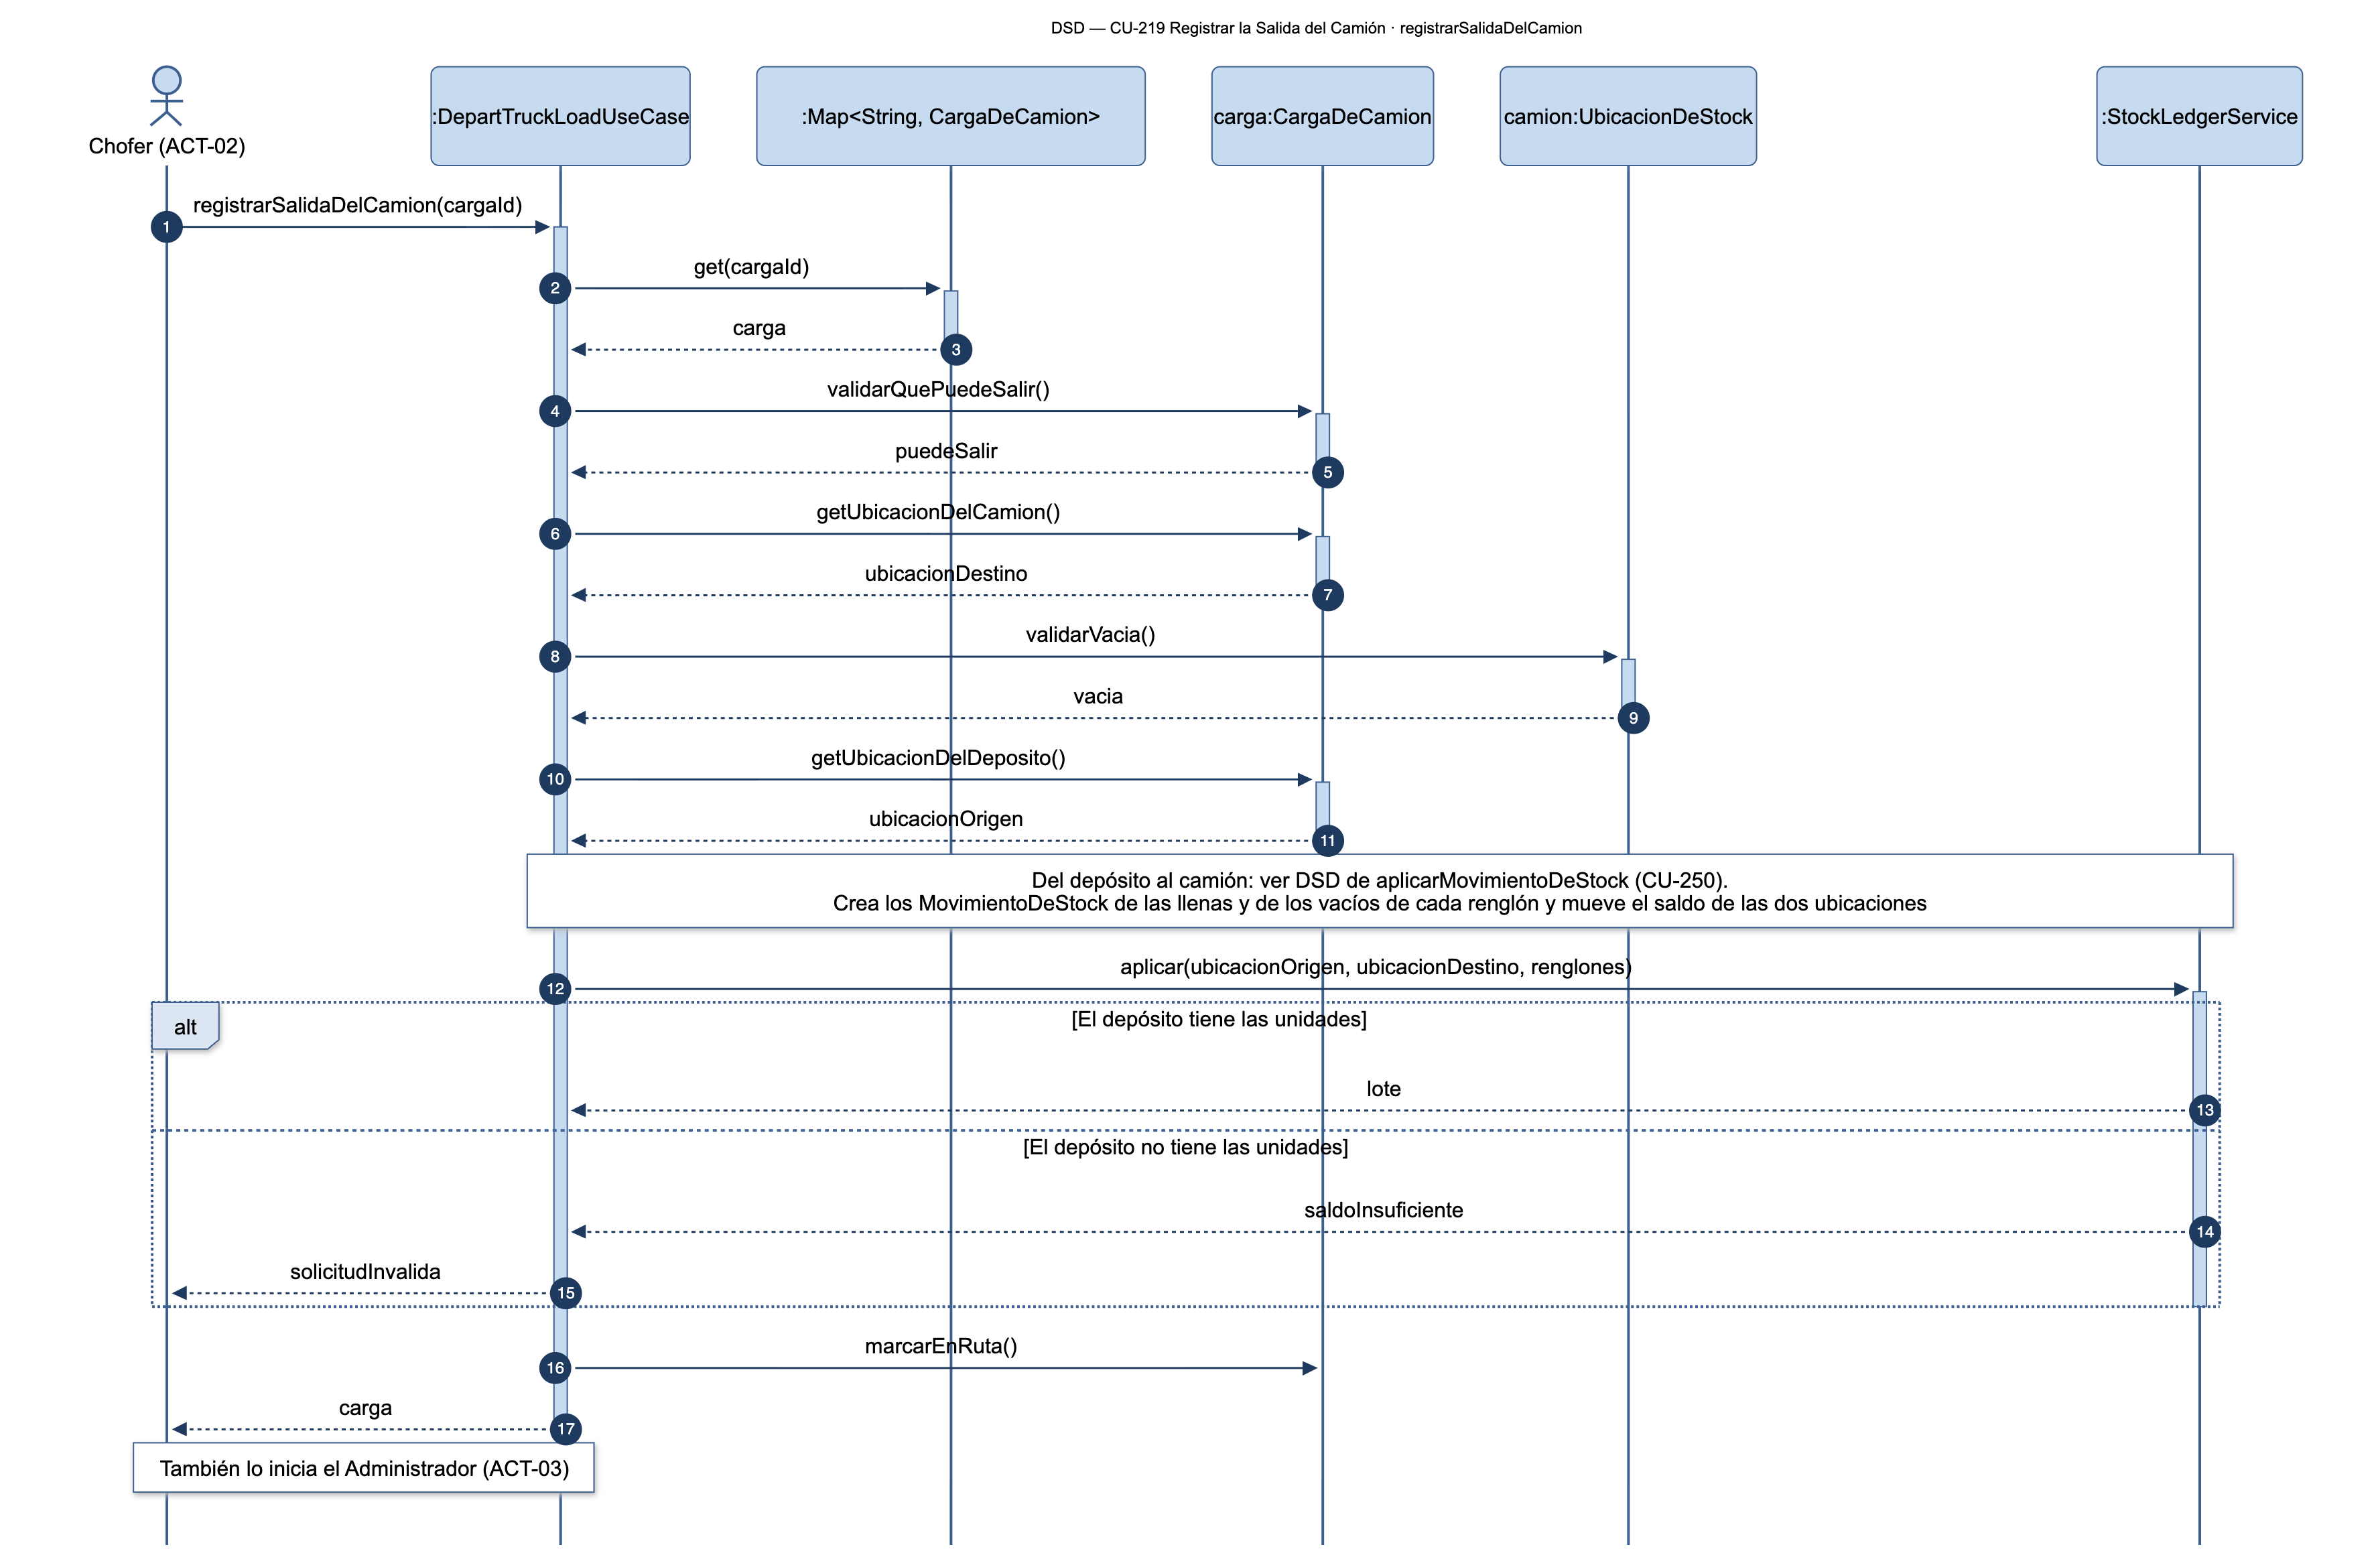 DSD — CU-219 Registrar la Salida del Camión · registrarSalidaDelCamion
Chofer (ACT-02)
:DepartTruckLoadUseCase
:Map<String, CargaDeCamion>
carga:CargaDeCamion
camion:UbicacionDeStock
:StockLedgerService
registrarSalidaDelCamion(cargaId)
1
get(cargaId)
2
carga
3
validarQuePuedeSalir()
4
puedeSalir
5
getUbicacionDelCamion()
6
ubicacionDestino
7
validarVacia()
8
vacia
9
getUbicacionDelDeposito()
10
ubicacionOrigen
11
Del depósito al camión: ver DSD de aplicarMovimientoDeStock (CU-250).
Crea los MovimientoDeStock de las llenas y de los vacíos de cada renglón y mueve el saldo de las dos ubicaciones
aplicar(ubicacionOrigen, ubicacionDestino, renglones)
12
alt
[El depósito tiene las unidades]
lote
13
[El depósito no tiene las unidades]
saldoInsuficiente
14
solicitudInvalida
15
marcarEnRuta()
16
carga
17
También lo inicia el Administrador (ACT-03)